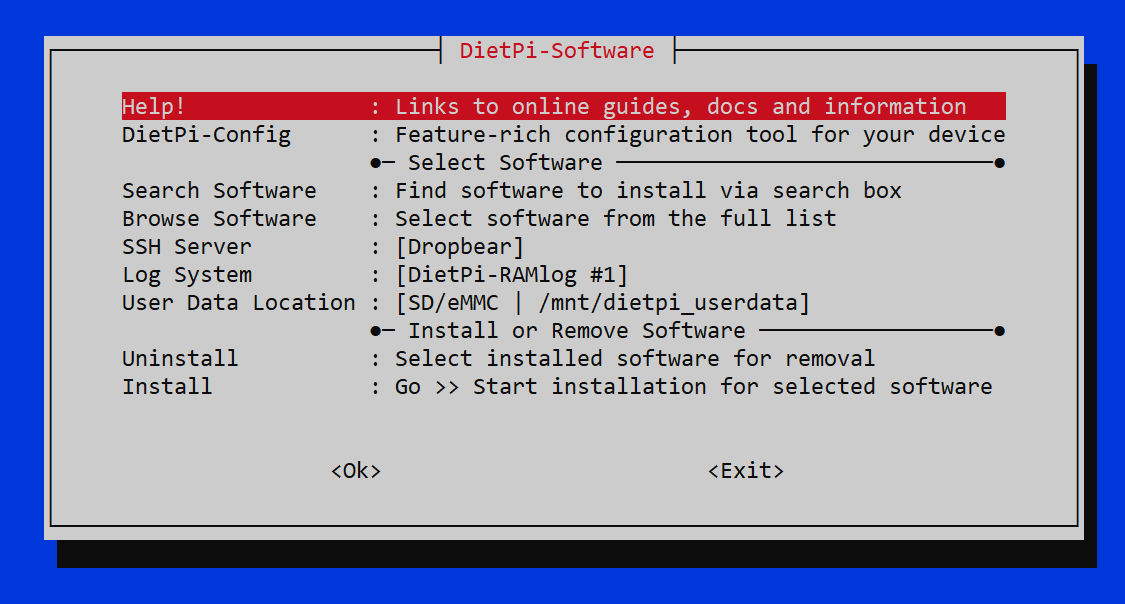 DietPi-Software
Help! : Links to online guides, docs and information
DietPi-Config : Feature-rich configuration tool for your device
●─ Select Software ─●
Search Software : Find software to install via search box
Browse Software : Select software from the full list
SSH Server : [Dropbear]
Log System : [DietPi-RAMlog #1]
User Data Location : [SD/eMMC | /mnt/dietpi_userdata]
●─ Install or Remove Software ─●
Uninstall : Select installed software for removal
Install : Go >> Start installation for selected software
<Ok> <Exit>